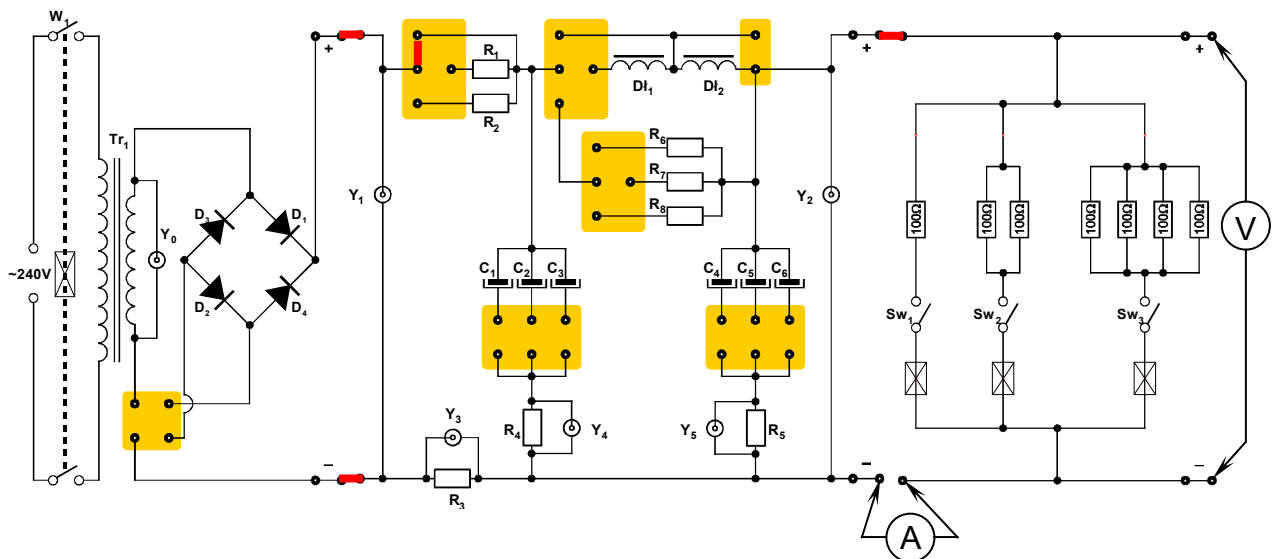 W1
~240V
Tr1
Y0
D3
D1
D2
D4
+
−
Y1
R1
R2
Dł1
Dł2
R6
R7
R8
C1
C2
C3
C4
C5
C6
Y2
Y3
R3
R4
Y4
Y5
R5
+
−
A
100Ω
100Ω
100Ω
100Ω
100Ω
100Ω
100Ω
Sw1
Sw2
Sw3
+
−
V